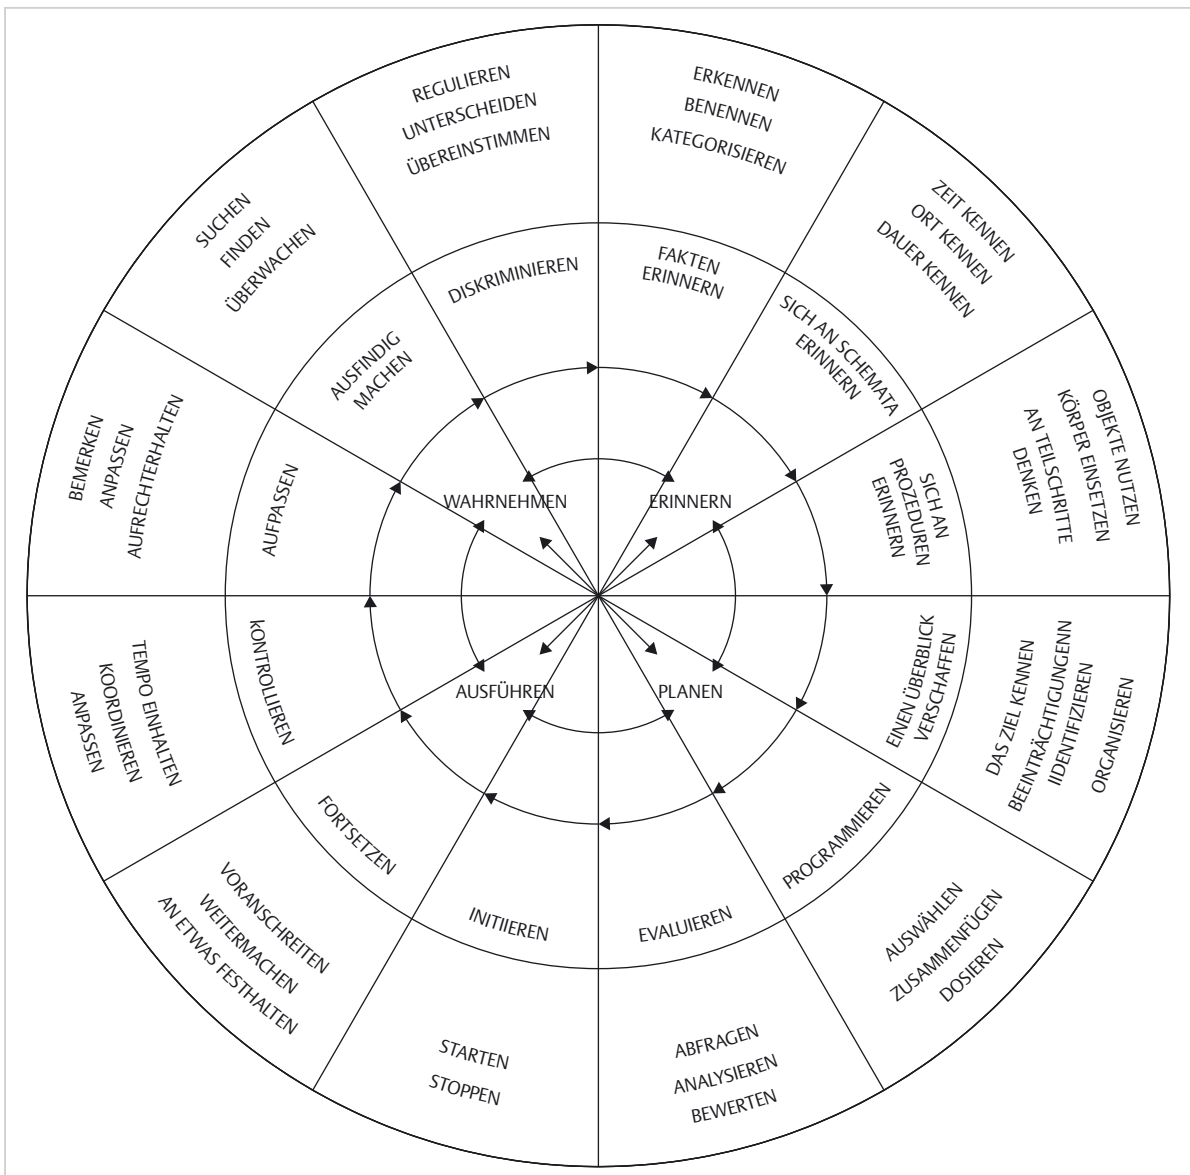 REGULIEREN
UNTERSCHEIDEN
ÜBEREINSTIMMEN
ERKENNEN
BENENNEN
KATEGORISIEREN
ZEIT KENNEN
ORT KENNEN
DAUER KENNEN
OBJEKTE NUTZEN
KÖRPER EINSETZEN
AN TEILSCHRITTE
DENKEN
DAS ZIEL KENNEN
BEEINTRÄCHTIGUNGENN
IIDENTIFIZIEREN
ORGANISIEREN
AUSWÄHLEN
ZUSAMMENFÜGEN
DOSIEREN
ABFRAGEN
ANALYSIEREN
BEWERTEN
STARTEN
STOPPEN
VORANSCHREITEN
WEITERMACHEN
AN ETWAS FESTHALTEN
TEMPO EINHALTEN
KOORDINIEREN
ANPASSEN
BEMERKEN
ANPASSEN
AUFRECHTERHALTEN
SUCHEN
FINDEN
ÜBERWACHEN
DISKRIMINIEREN
FAKTEN
ERINNERN
SICH AN SCHEMATA
ERINNERN
SICH AN
PROZEDUREN
ERINNERN
EINEN ÜBERBLICK
VERSCHAFFEN
PROGRAMMIEREN
EVALUIEREN
INITIIEREN
FORTSETZEN
kONTROLLIEREN
AUFPASSEN
AUSFINDIG
MACHEN
WAHRNEHMEN
ERINNERN
AUSFÜHREN
PLANEN